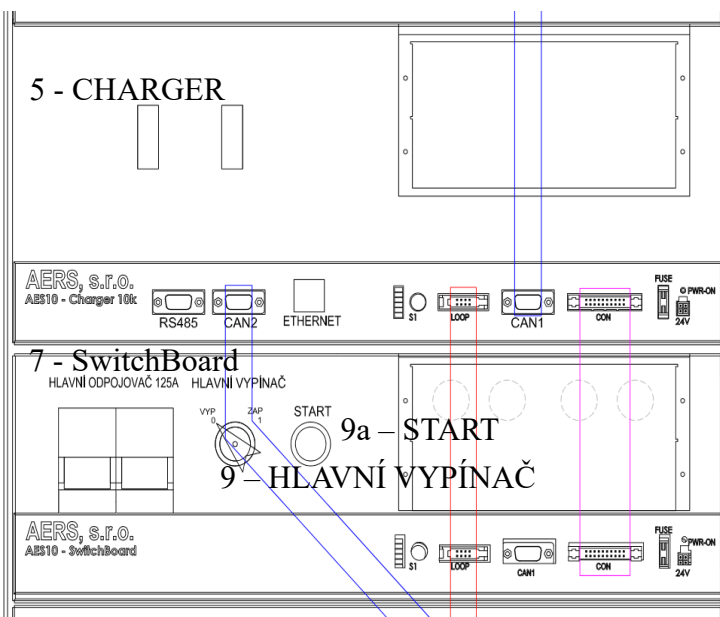 5 - CHARGER
AERS, s.r.o.
AES10 - Charger 10k
RS485
CAN2
ETHERNET
S1
LOOP
CAN1
CON
FUSE
PWR-ON
24V
7 - SwitchBoard
HLAVNÍ ODPOJOVAČ 125A
HLAVNÍ VYPÍNAČ
VYP
0
ZAP
1
START
9a – START
9 – HLAVNÍ VYPÍNAČ
AERS, s.r.o.
AES10 - SwitchBoard
S1
LOOP
CAN1
CON
FUSE
PWR-ON
24V